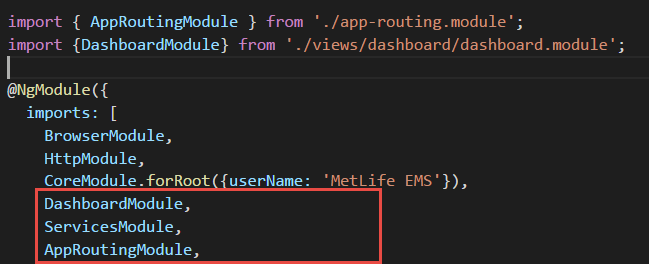 import { AppRoutingModule } from './app-routing.module';
import {DashboardModule} from './views/dashboard/dashboard.module';
@NgModule({
imports: [
BrowserModule,
HttpModule,
CoreModule.forRoot({userName: 'MetLife EMS'}),
DashboardModule,
ServicesModule,
AppRoutingModule,